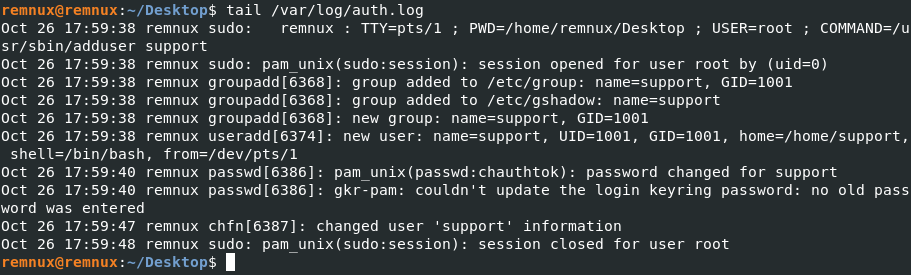 remnux@remnux:~/Desktop$ tail /var/log/auth.log
Oct 26 17:59:38 remnux sudo:   remnux : TTY=pts/1 ; PWD=/home/remnux/Desktop ; USER=root ; COMMAND=/u
sr/sbin/adduser support
Oct 26 17:59:38 remnux sudo: pam_unix(sudo:session): session opened for user root by (uid=0)
Oct 26 17:59:38 remnux groupadd[6368]: group added to /etc/group: name=support, GID=1001
Oct 26 17:59:38 remnux groupadd[6368]: group added to /etc/gshadow: name=support
Oct 26 17:59:38 remnux groupadd[6368]: new group: name=support, GID=1001
Oct 26 17:59:38 remnux useradd[6374]: new user: name=support, UID=1001, GID=1001, home=/home/support,
 shell=/bin/bash, from=/dev/pts/1
Oct 26 17:59:40 remnux passwd[6386]: pam_unix(passwd:chauthtok): password changed for support
Oct 26 17:59:40 remnux passwd[6386]: gkr-pam: couldn't update the login keyring password: no old pass
word was entered
Oct 26 17:59:47 remnux chfn[6387]: changed user 'support' information
Oct 26 17:59:48 remnux sudo: pam_unix(sudo:session): session closed for user root
remnux@remnux:~/Desktop$